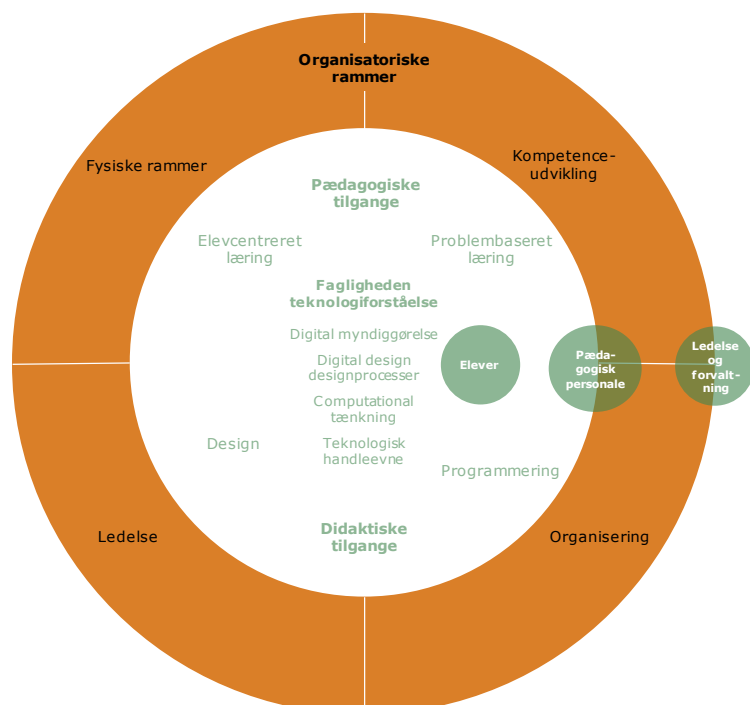 Organisatoriske
rammer
Fysiske rammer
Kompetence-
udvikling
Pædagogiske
tilgange
Elevcentreret
læring
Problembaseret
læring
Fagligheden
teknologiforståelse
Digital myndiggørelse
Digital design
designprocesser
Computational
tænkning
Teknologisk
handleevne
Elever
Pæda-
gogisk
personale
Ledelse
og
forvalt-
ning
Design
Programmering
Didaktiske
tilgange
Ledelse
Organisering